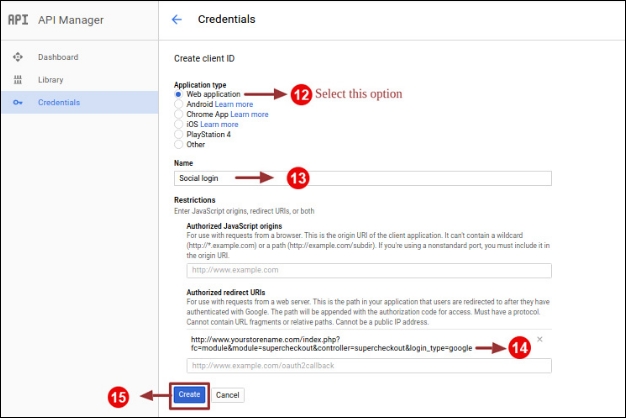 API API Manager
Credentials
Dashboard
Library
Credentials
Create client ID
Application type
Web application
12 Select this option
Android Learn more
Chrome App Learn more
iOS Learn more
PlayStation 4
Other
Name
Social login
13
Restrictions
Enter JavaScript origins, redirect URIs, or both
Authorized JavaScript origins
For use with requests from a browser. This is the origin URI of the client application. It can't contain a wildcard
(http://*.example.com) or a path (http://example.com/subdir). If you're using a nonstandard port, you must include it in
the origin URI.
http://www.example.com
Authorized redirect URIs
For use with requests from a web server. This is the path in your application that users are redirected to after they have
authenticated with Google. The path will be appended with the authorization code for access. Must have a protocol.
Cannot contain URL fragments or relative paths. Cannot be a public IP address.
http://www.yourstorename.com/index.php?
fc=module&module=supercheckout&controller=supercheckout&login_type=google
14
http://www.example.com/oauth2callback
15
Create Cancel